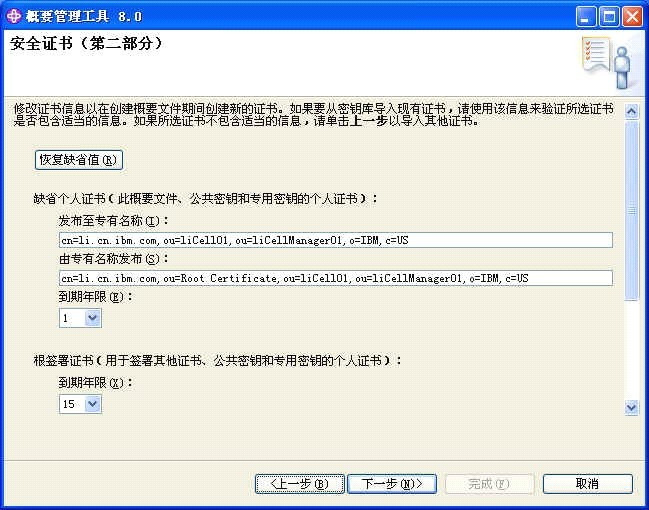 概要管理工具 8.0
安全证书（第二部分）
修改证书信息以在创建概要文件期间创建新的证书。如果要从密钥库导入现有证书，请使用该信息来验证所选证书
是否包含适当的信息。如果所选证书不包含适当的信息，请单击上一步以导入其他证书。
恢复缺省值(R)
缺省个人证书（此概要文件、公共密钥和专用密钥的个人证书）：
发布至专有名称(I)：
cn=li.cn.ibm.com,ou=liCell01,ou=liCellManager01,o=IBM,c=US
由专有名称发布(S)：
cn=li.cn.ibm.com,ou=Root Certificate,ou=liCell01,ou=liCellManager01,o=IBM,c=US
到期年限(E)：
1
根签署证书（用于签署其他证书、公共密钥和专用密钥的个人证书）：
到期年限(X)：
15
<上一步(B) 下一步(N)> 完成(F) 取消